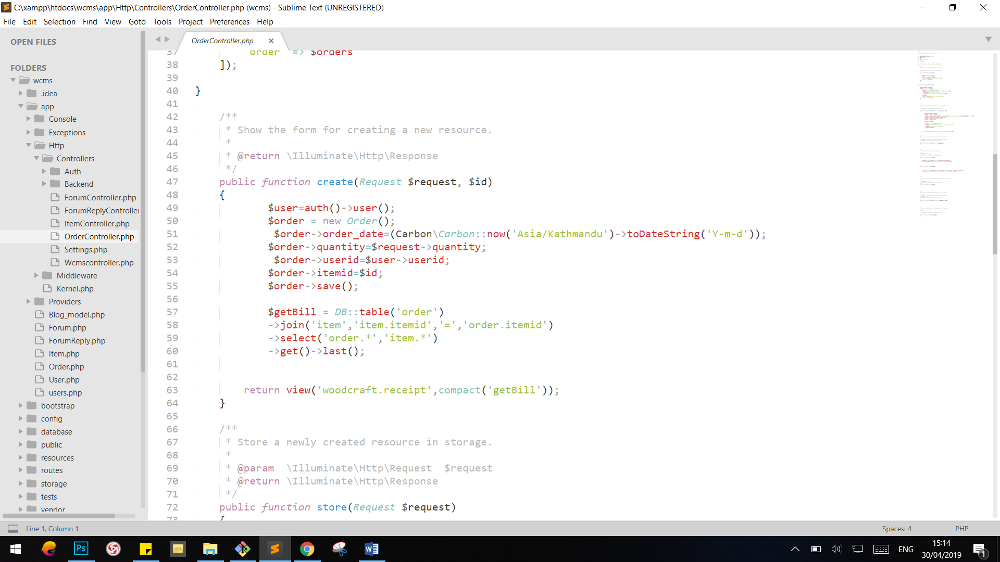 C:\xampp\htdocs\wcms\app\Http\Controllers\OrderController.php (wcms) - Sublime Text (UNREGISTERED)
File Edit Selection Find View Goto Tools Project Preferences Help
OPEN FILES
FOLDERS
wcms
.idea
app
Console
Exceptions
Http
Controllers
Auth
Backend
ForumController.php
ForumReplyController
ItemController.php
OrderController.php
Settings.php
Wcmscontroller.php
Middleware
Kernel.php
Providers
Blog_model.php
Forum.php
ForumReply.php
Item.php
Order.php
User.php
users.php
bootstrap
config
database
public
resources
routes
storage
tests
vendor
OrderController.php
37 order => $orders
38 ]);
39
40 }
41
42 /**
43 * Show the form for creating a new resource.
44 *
45 * @return \Illuminate\Http\Response
46 */
47 public function create(Request $request, $id)
48 {
49 $user=auth()->user();
50 $order = new Order();
51 $order->order_date=(Carbon\Carbon::now('Asia/Kathmandu')->toDateString('Y-m-d'));
52 $order->quantity=$request->quantity;
53 $order->userid=$user->userid;
54 $order->itemid=$id;
55 $order->save();
56
57 $getBill = DB::table('order')
58 ->join('item','item.itemid','=','order.itemid')
59 ->select('order.*','item.*')
60 ->get()->last();
61
62
63 return view('woodcraft.receipt',compact('getBill'));
64 }
65
66 /**
67 * Store a newly created resource in storage.
68 *
69 * @param \Illuminate\Http\Request $request
70 * @return \Illuminate\Http\Response
71 */
72 public function store(Request $request)
73 {
Line 1, Column 1 Spaces: 4 PHP
Ps
ENG
15:14
30/04/2019
1